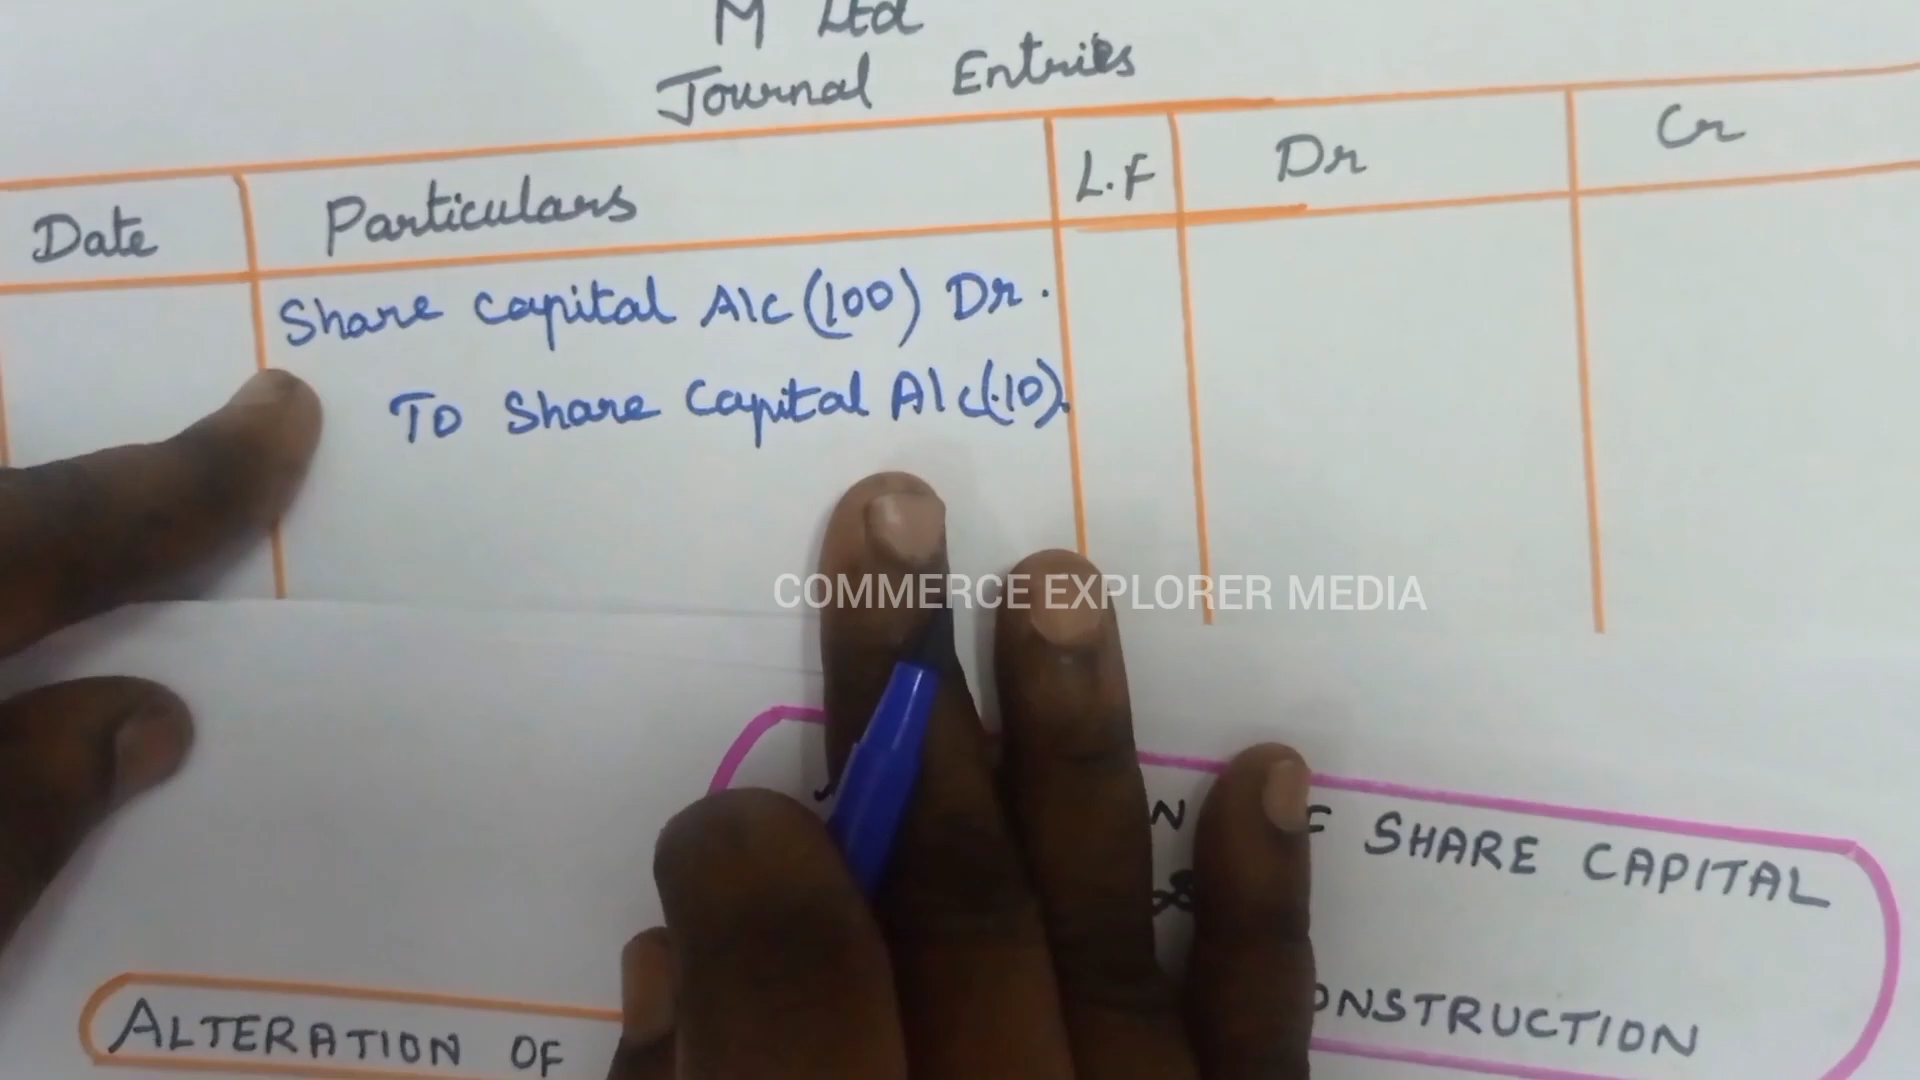 M Ltd
Journal Entries
Date Particulars L.F Dr Cr
Share Capital A/c (100) Dr.
To Share Capital A/c (10).
COMMERCE EXPLORER MEDIA
SHARE CAPITAL
&
ALTERATION OF